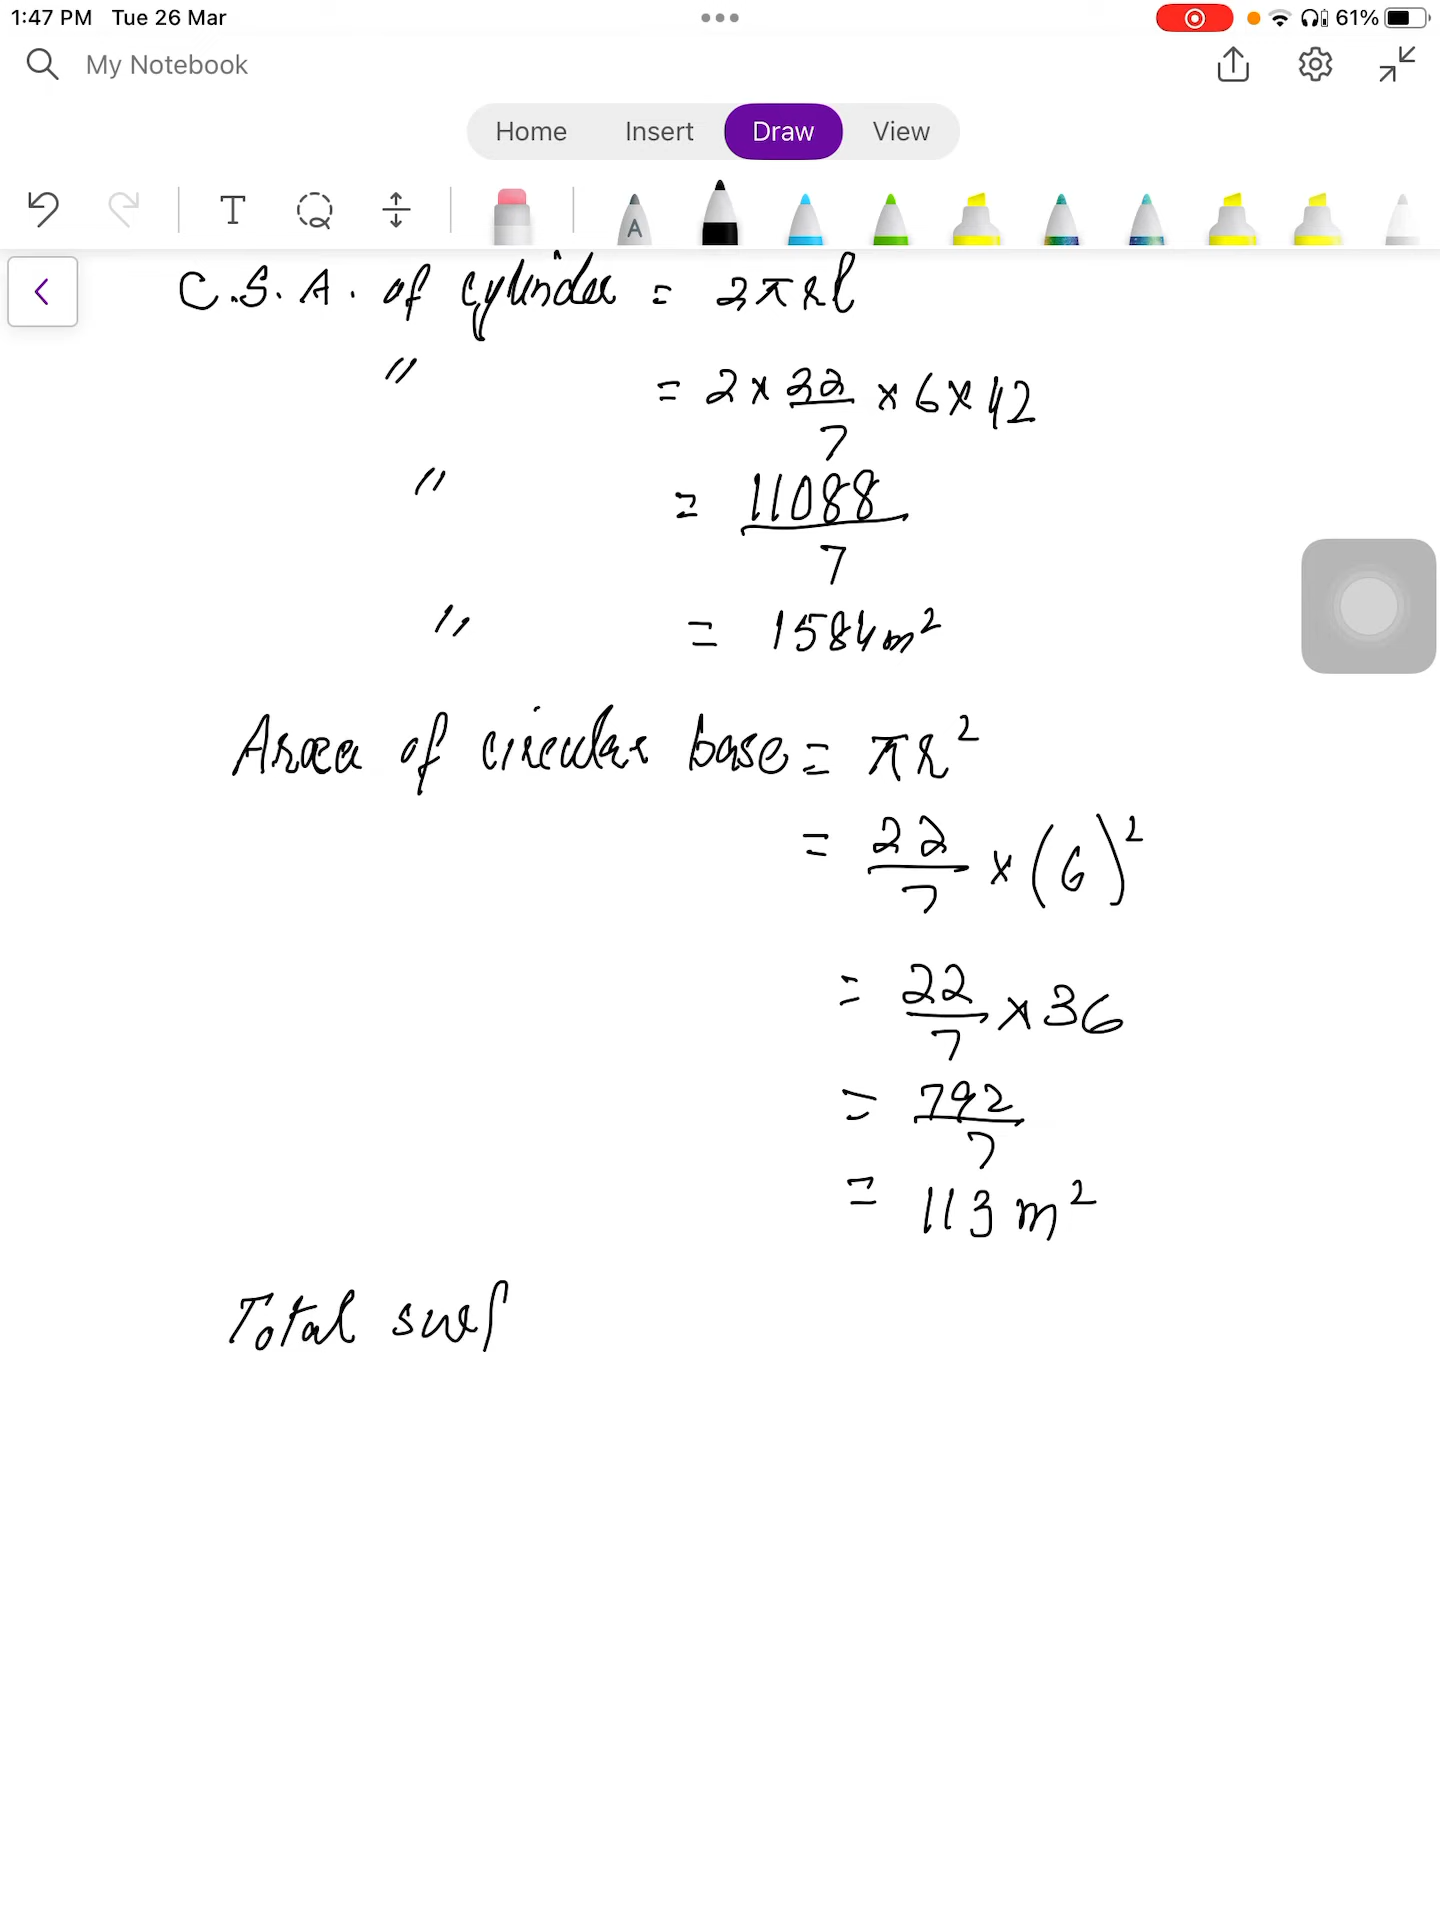 1:47 PM Tue 26 Mar 61%
My Notebook
Home Insert Draw View
T A
C.S.A. of cylinder = 2πrl
" = 2 × 22/7 × 6 × 42
" = 11088/7
" = 1584m²
Area of circular base = πr²
= 22/7 × (6)²
= 22/7 × 36
= 792/7
= 113 m²
Total surf